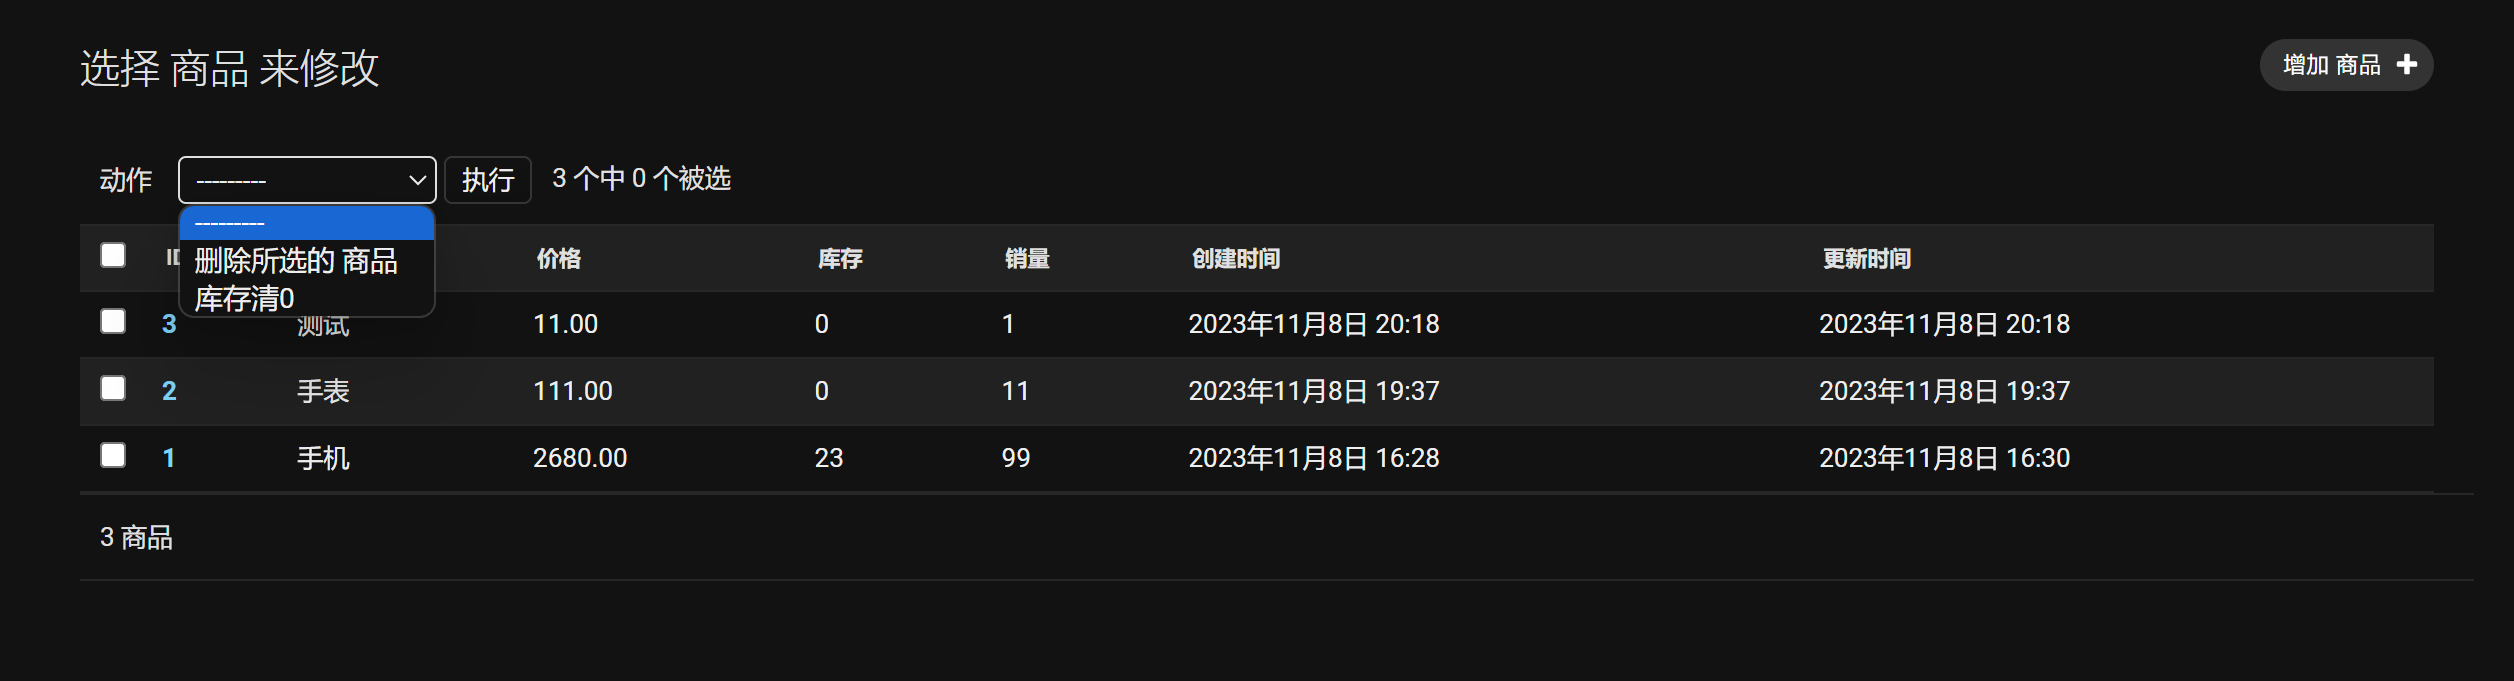 选择 商品 来修改
增加 商品
动作 --------- 执行 3 个中 0 个被选
---------
删除所选的 商品
库存清0
价格 库存 销量 创建时间 更新时间
3 测试 11.00 0 1 2023年11月8日 20:18 2023年11月8日 20:18
2 手表 111.00 0 11 2023年11月8日 19:37 2023年11月8日 19:37
1 手机 2680.00 23 99 2023年11月8日 16:28 2023年11月8日 16:30
3 商品